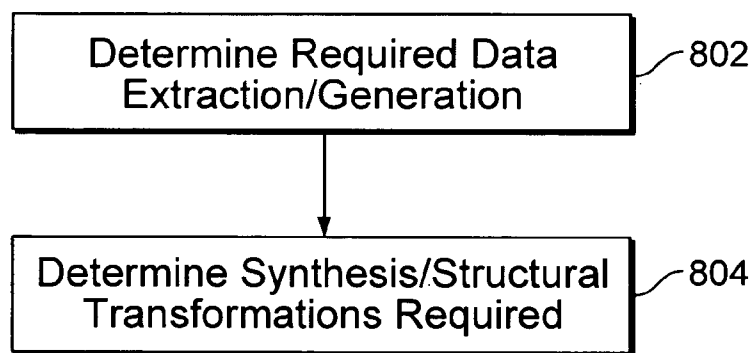 Determine Required Data
Extraction/Generation
802
Determine Synthesis/Structural
Transformations Required
804